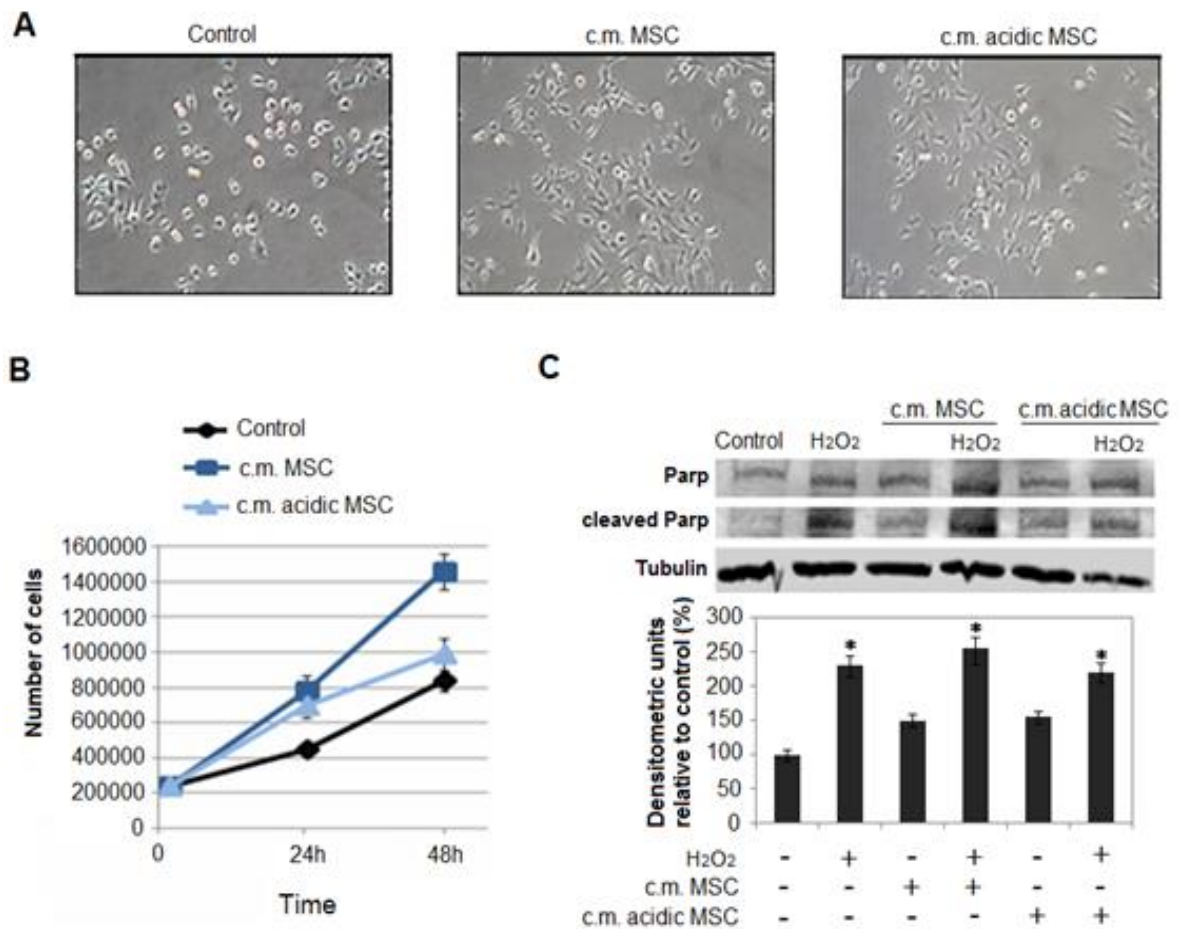 A
Control
c.m. MSC
c.m. acidic MSC
B
Control
c.m. MSC
c.m. acidic MSC
Number of cells
1600000
1400000
1200000
1000000
800000
600000
400000
200000
0
0 24h 48h
Time
C
c.m. MSC c.m.acidic MSC
Control H2O2 H2O2 H2O2
Parp
cleaved Parp
Tubulin
Densitometric units
relative to control (%)
300
250
200
150
100
50
0
* * *
H2O2 - + - + - +
c.m. MSC - - + + - -
c.m. acidic MSC - - - - + +